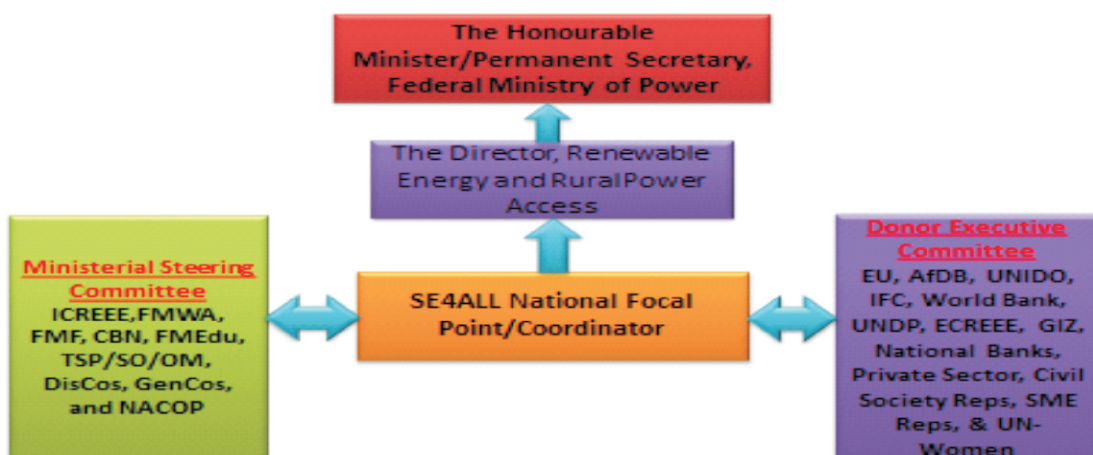 The Honourable
Minister/Permanent Secretary,
Federal Ministry of Power
The Director, Renewable
Energy and Rural Power
Access
Ministerial Steering
Committee
ICREEE,FMWA,
FMF, CBN, FMEdu,
TSP/SO/OM,
DisCos, GenCos,
and NACOP
SE4ALL National Focal
Point/Coordinator
Donor Executive
Committee
EU, AfDB, UNIDO,
IFC, World Bank,
UNDP, ECREEE, GIZ,
National Banks,
Private Sector, Civil
Society Reps, SME
Reps, & UN-
Women